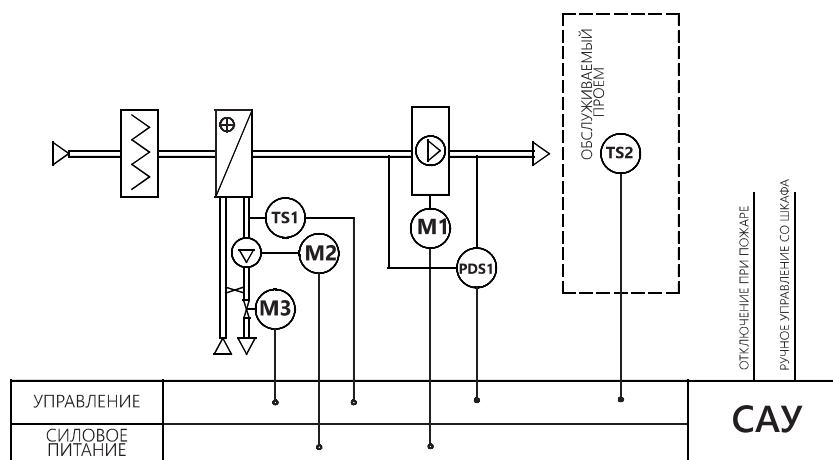 ОБСЛУЖИВАЕМЫЙ
ПРОЕМ
TS2
TS1
M1
M2
PDS1
M3
ОТКЛЮЧЕНИЕ ПРИ ПОЖАРЕ
РУЧНОЕ УПРАВЛЕНИЕ СО ШКАФА
УПРАВЛЕНИЕ
СИЛОВОЕ
ПИТАНИЕ
САУ